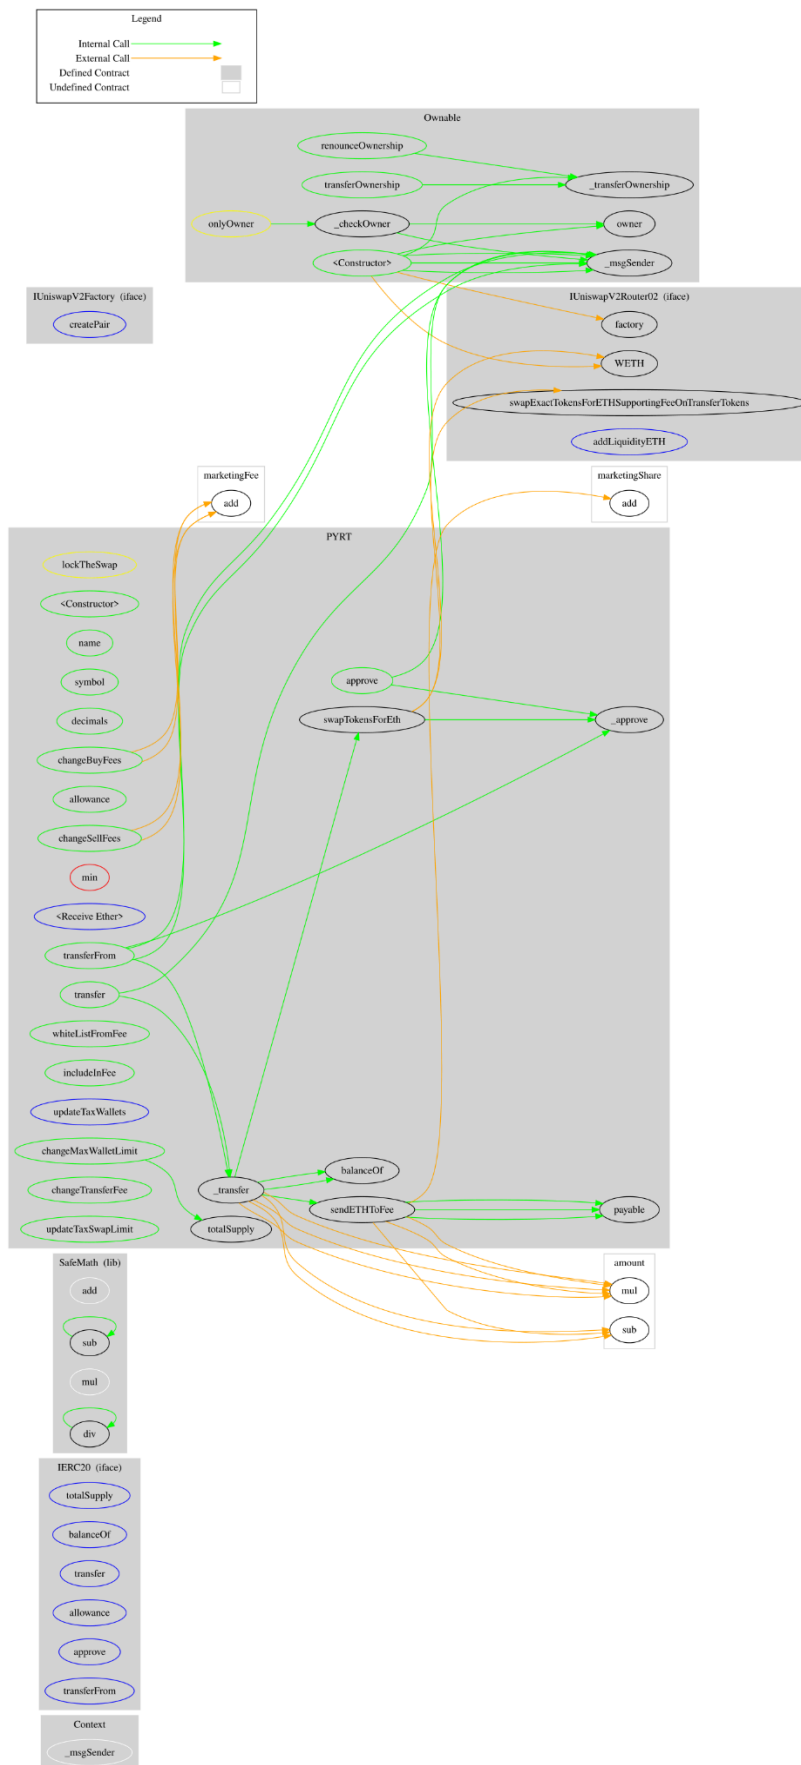 Legend
Internal Call
External Call
Defined Contract
Undefined Contract
Ownable
renounceOwnership
transferOwnership
_transferOwnership
onlyOwner
_checkOwner
owner
<Constructor>
_msgSender
IUniswapV2Factory (iface)
createPair
IUniswapV2Router02 (iface)
factory
WETH
swapExactTokensForETHSupportingFeeOnTransferTokens
addLiquidityETH
marketingFee
add
marketingShare
add
PYRT
lockTheSwap
<Constructor>
name
symbol
decimals
changeBuyFees
allowance
changeSellFees
min
<Receive Ether>
transferFrom
transfer
whiteListFromFee
includeInFee
updateTaxWallets
changeMaxWalletLimit
changeTransferFee
updateTaxSwapLimit
approve
swapTokensForEth
_approve
_transfer
totalSupply
balanceOf
sendETHToFee
payable
SafeMath (lib)
add
sub
mul
div
amount
mul
sub
IERC20 (iface)
totalSupply
balanceOf
transfer
allowance
approve
transferFrom
Context
_msgSender